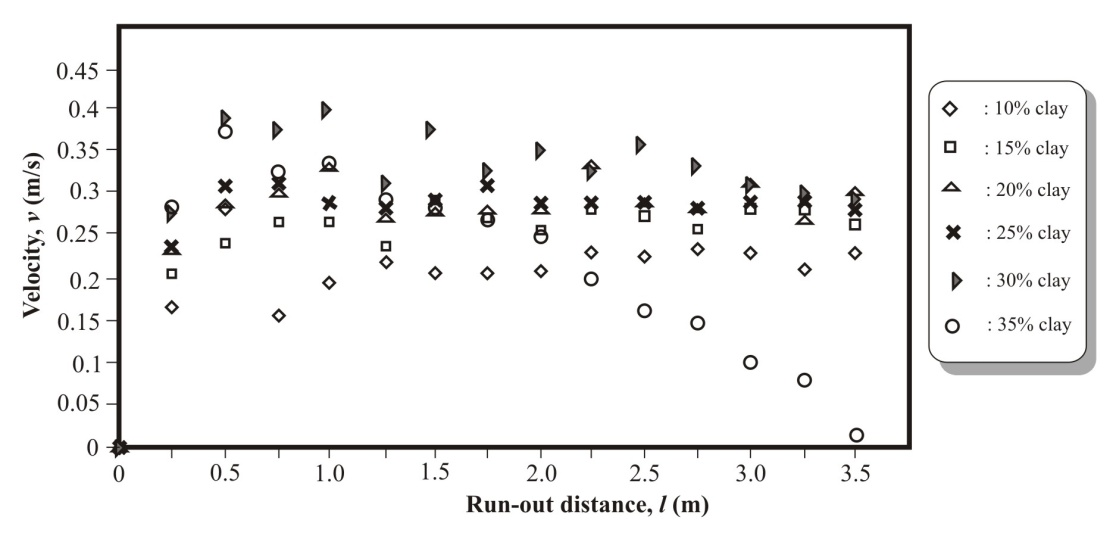 0.45
0.4
0.35
0.3
0.25
0.2
0.15
0.1
0.05
0
Velocity, v (m/s)
0 0.5 1.0 1.5 2.0 2.5 3.0 3.5
Run-out distance, l (m)
: 10% clay
: 15% clay
: 20% clay
: 25% clay
: 30% clay
: 35% clay